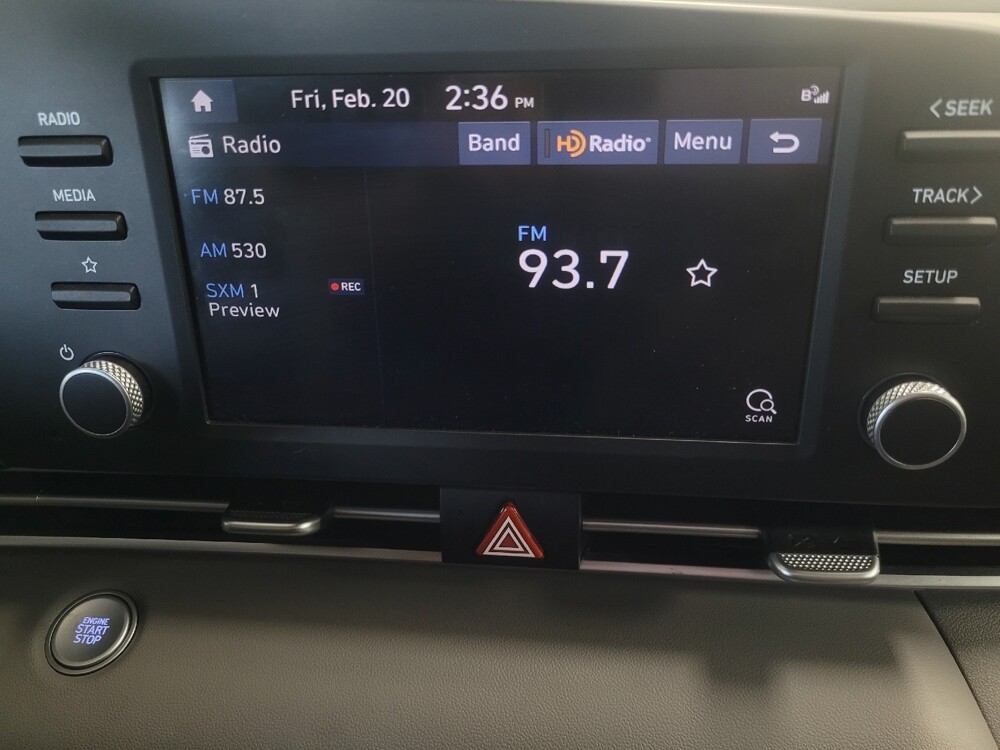 RADIO
MEDIA
Fri, Feb. 20 2:36 PM
B
Radio Band HD Radio Menu
FM 87.5
AM 530
SXM 1 REC
Preview
FM
93.7
SCAN
SEEK
TRACK
SETUP
ENGINE
START
STOP